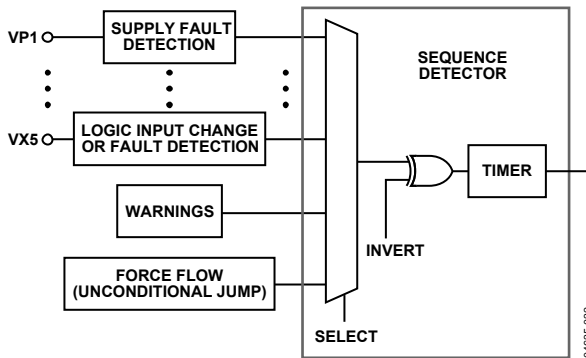 VP1
SUPPLY FAULT
DETECTION
SEQUENCE
DETECTOR
VX5
LOGIC INPUT CHANGE
OR FAULT DETECTION
WARNINGS
FORCE FLOW
(UNCONDITIONAL JUMP)
INVERT
TIMER
SELECT